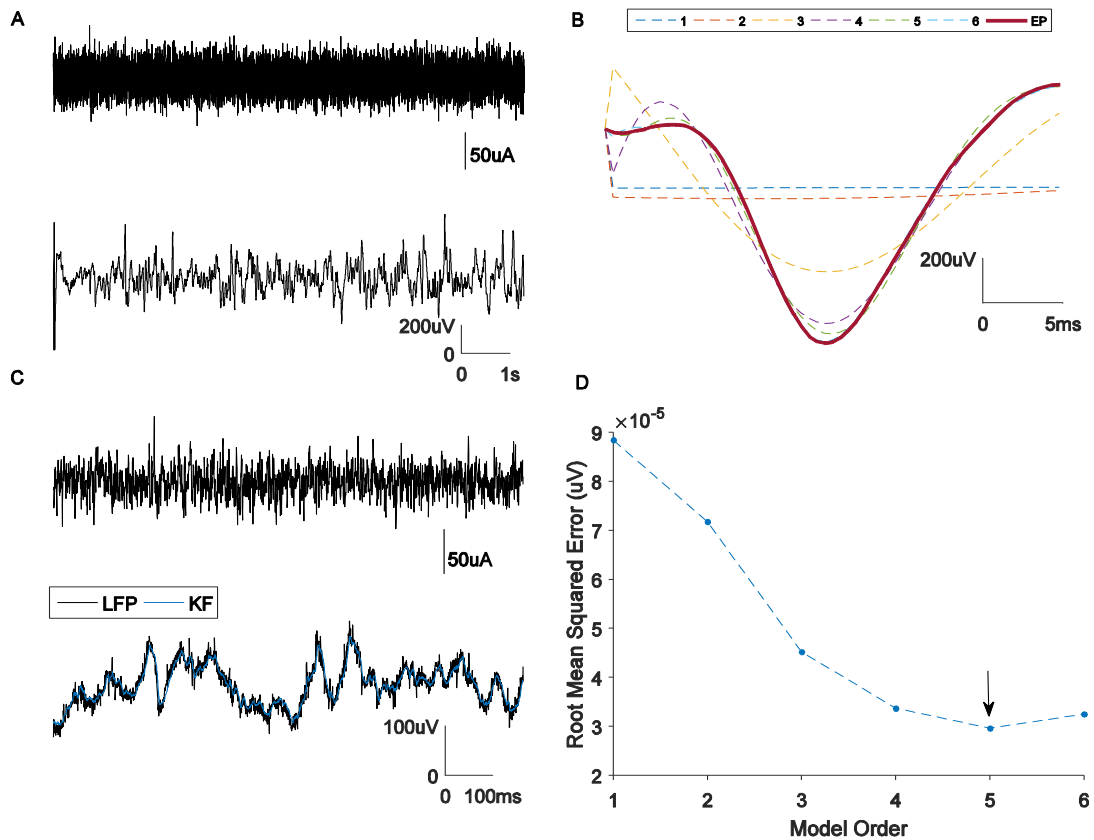 A
50uA
200uV
0
0 1s
B
1 2 3 4 5 6 EP
200uV
0 5ms
C
50uA
LFP KF
100uV
0
0 100ms
D
×10-5
9
8
7
6
5
4
3
2
1 2 3 4 5 6
Root Mean Squared Error (uV)
Model Order